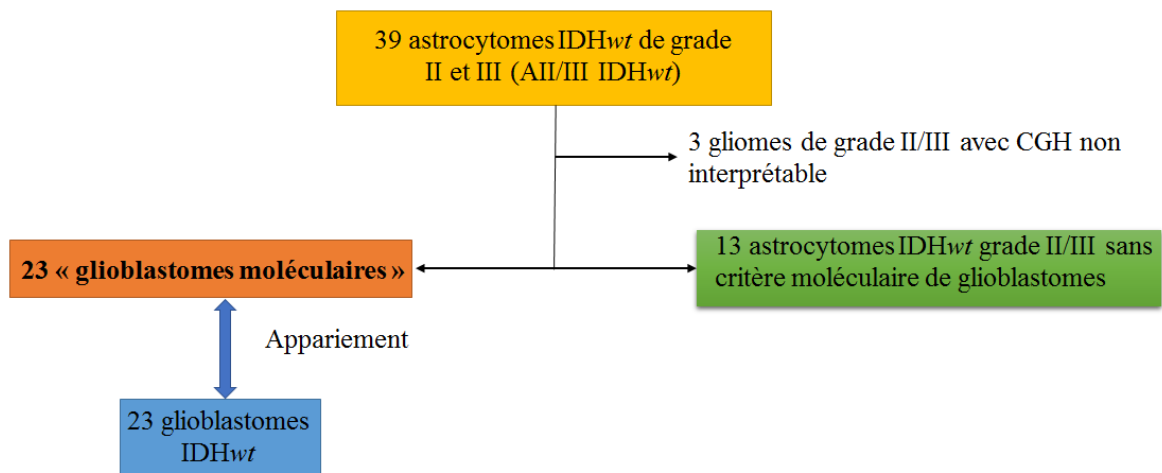 39 astrocytomes IDHwt de grade
II et III (AII/III IDHwt)
3 gliomes de grade II/III avec CGH non
interprétable
23 « glioblastomes moléculaires »
13 astrocytomes IDHwt grade II/III sans
critère moléculaire de glioblastomes
Appariement
23 glioblastomes
IDHwt